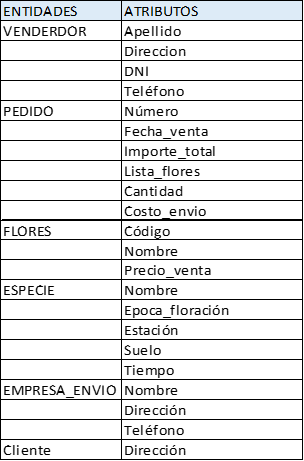 ENTIDADES ATRIBUTOS
VENDERDOR Apellido
Direccion
DNI
Teléfono
PEDIDO Número
Fecha_venta
Importe_total
Lista_flores
Cantidad
Costo_envio
FLORES Código
Nombre
Precio_venta
ESPECIE Nombre
Epoca_floración
Estación
Suelo
Tiempo
EMPRESA_ENVIO Nombre
Dirección
Teléfono
Cliente Dirección